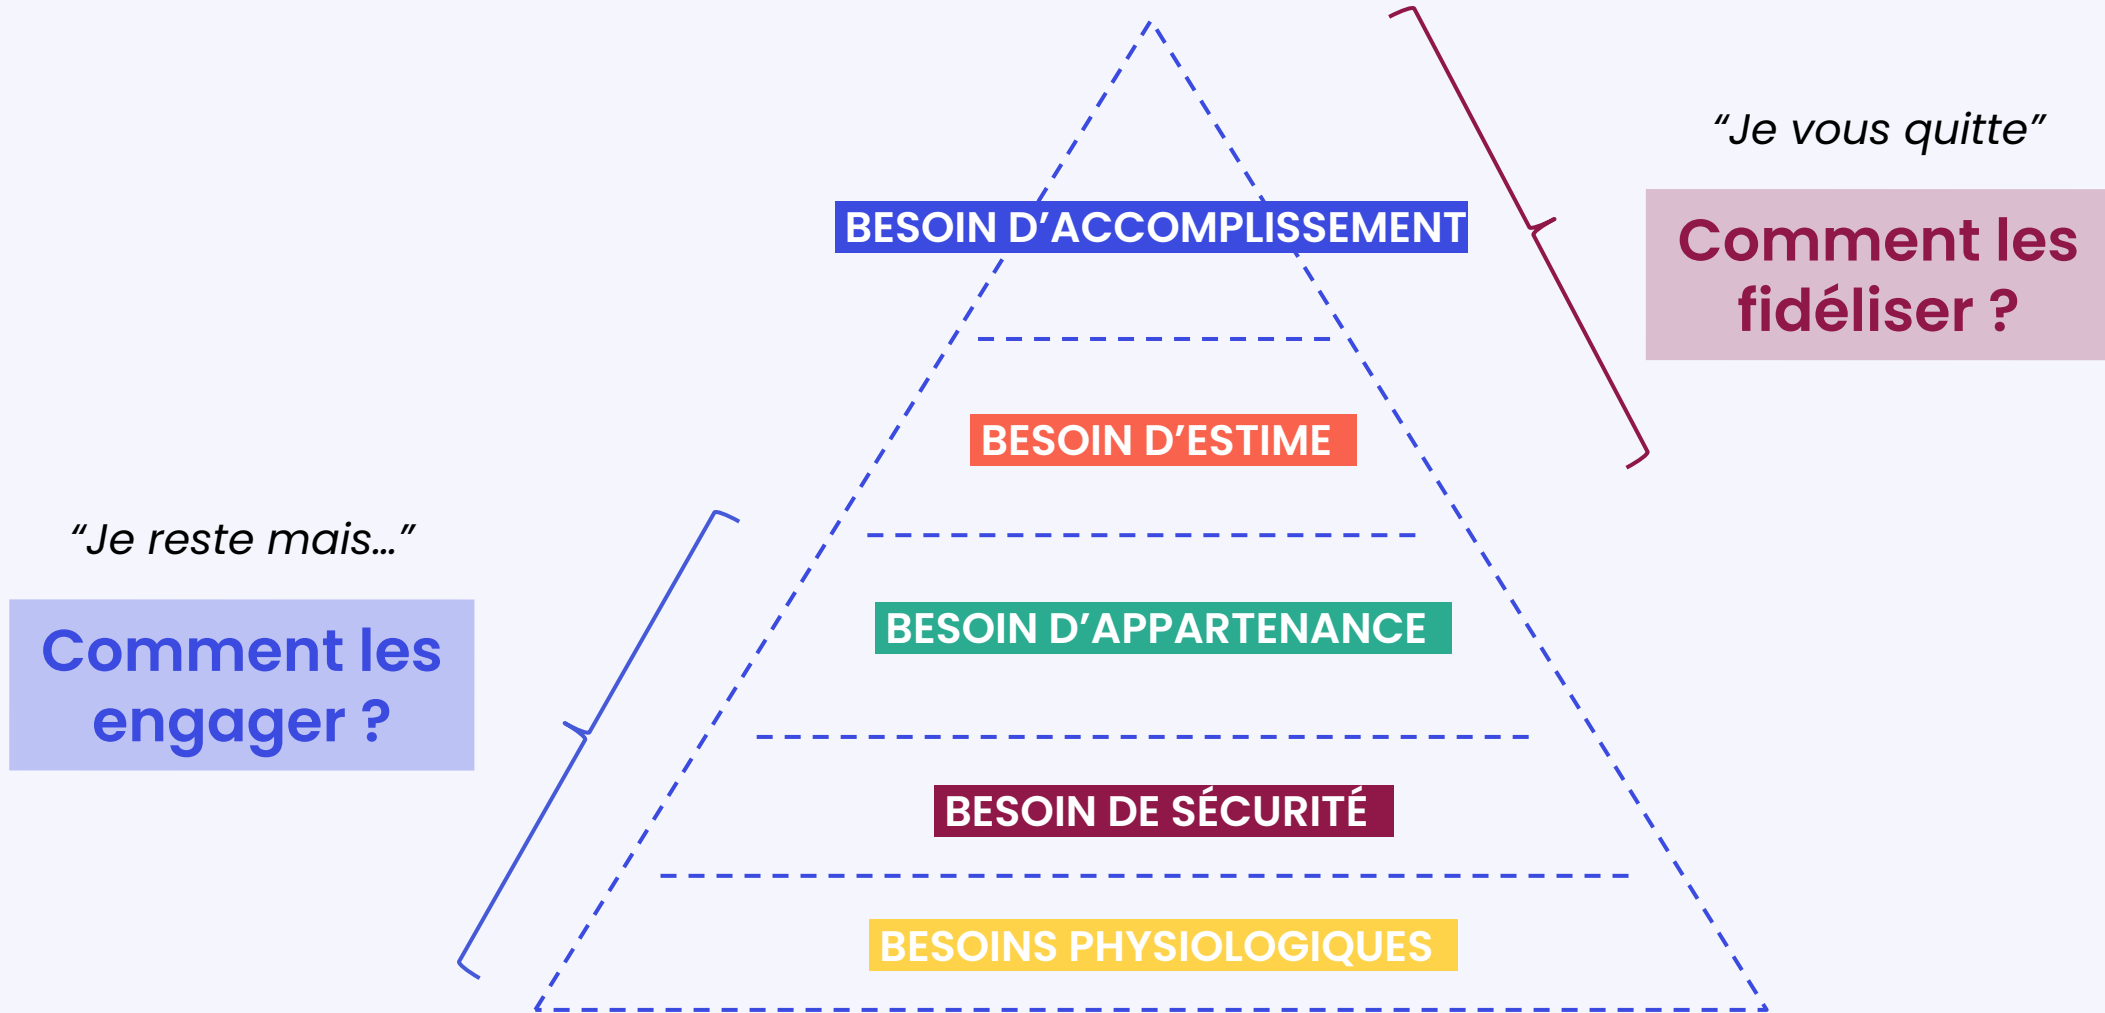 “Je vous quitte”
Comment les
fidéliser ?
BESOIN D’ACCOMPLISSEMENT
BESOIN D’ESTIME
“Je reste mais…”
Comment les
engager ?
BESOIN D’APPARTENANCE
BESOIN DE SÉCURITÉ
BESOINS PHYSIOLOGIQUES